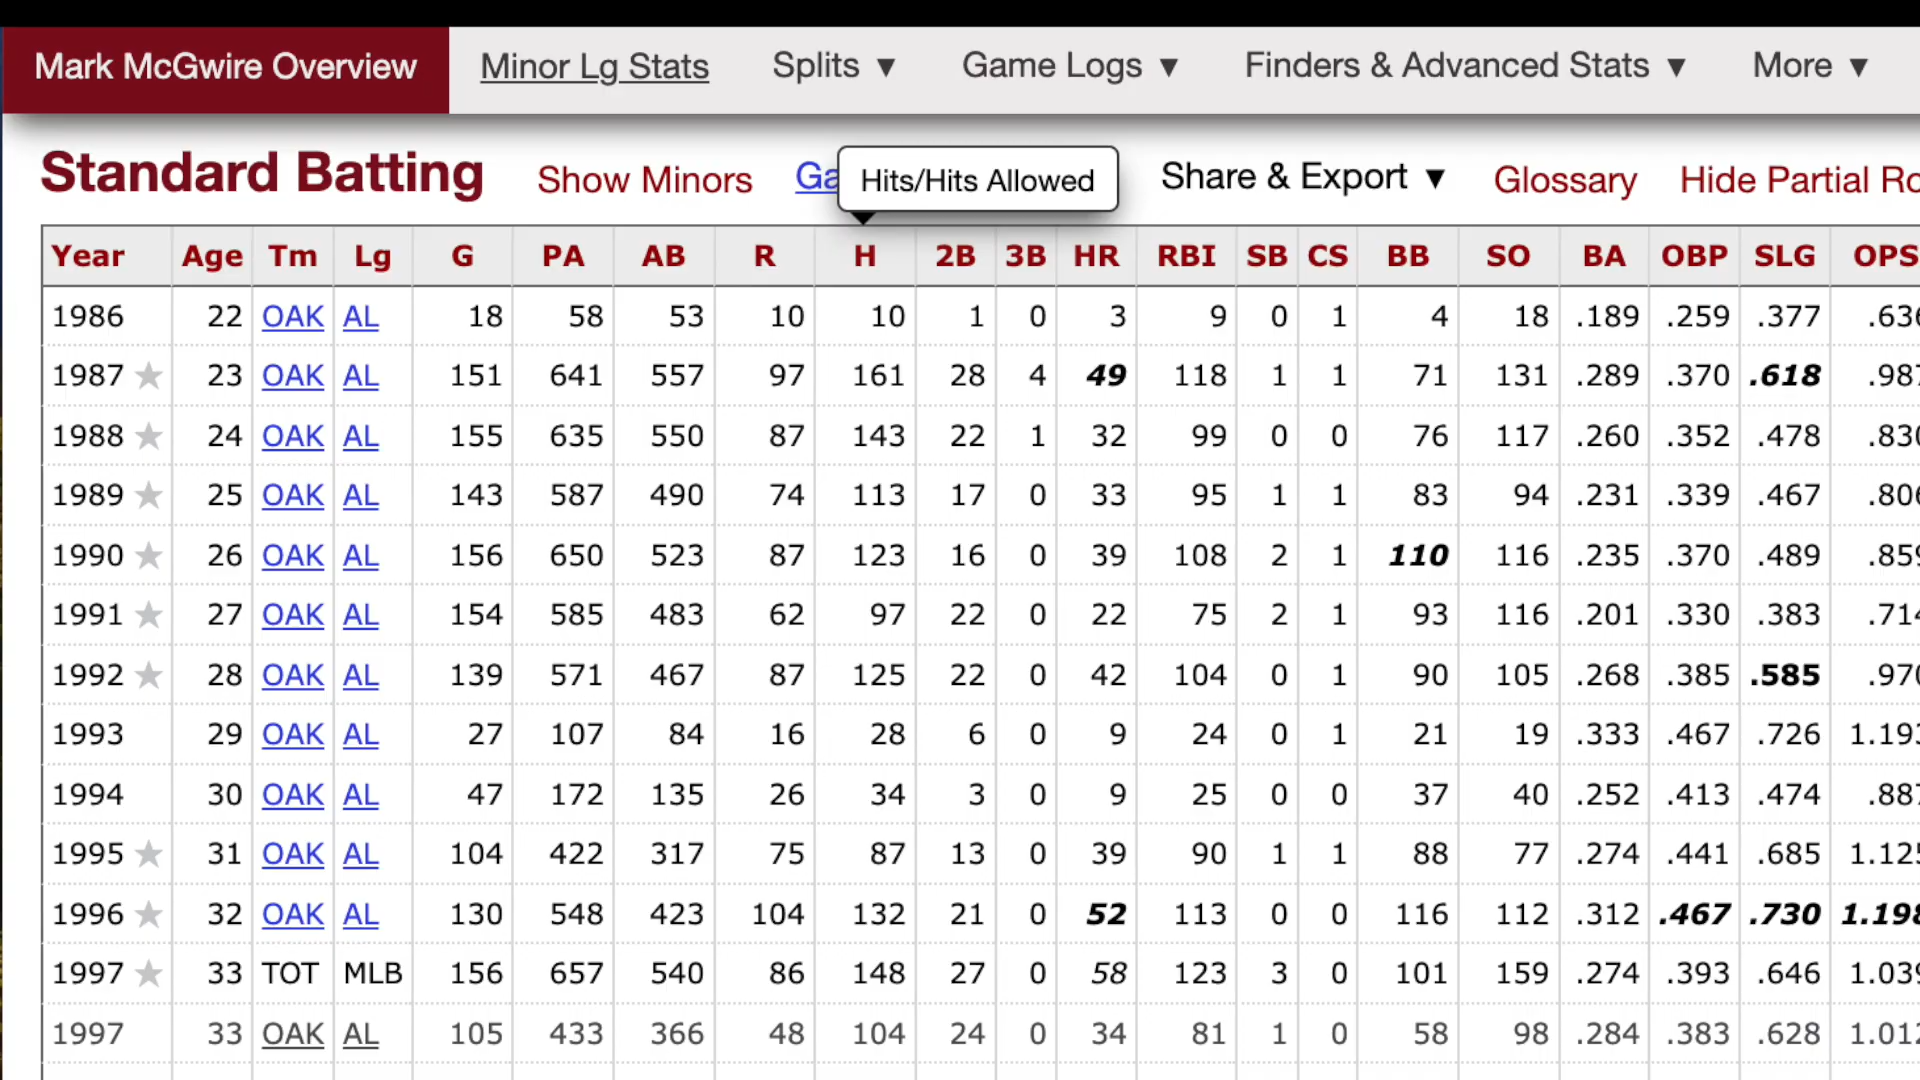 Mark McGwire Overview Minor Lg Stats Splits ▼ Game Logs ▼ Finders & Advanced Stats ▼ More ▼
Standard Batting Show Minors Ga Hits/Hits Allowed Share & Export ▼ Glossary Hide Partial Ro
Year Age Tm Lg G PA AB R H 2B 3B HR RBI SB CS BB SO BA OBP SLG OPS
1986 22 OAK AL 18 58 53 10 10 1 0 3 9 0 1 4 18 .189 .259 .377 .636
1987 ★ 23 OAK AL 151 641 557 97 161 28 4 49 118 1 1 71 131 .289 .370 .618 .987
1988 ★ 24 OAK AL 155 635 550 87 143 22 1 32 99 0 0 76 117 .260 .352 .478 .830
1989 ★ 25 OAK AL 143 587 490 74 113 17 0 33 95 1 1 83 94 .231 .339 .467 .806
1990 ★ 26 OAK AL 156 650 523 87 123 16 0 39 108 2 1 110 116 .235 .370 .489 .859
1991 ★ 27 OAK AL 154 585 483 62 97 22 0 22 75 2 1 93 116 .201 .330 .383 .714
1992 ★ 28 OAK AL 139 571 467 87 125 22 0 42 104 0 1 90 105 .268 .385 .585 .970
1993 29 OAK AL 27 107 84 16 28 6 0 9 24 0 1 21 19 .333 .467 .726 1.193
1994 30 OAK AL 47 172 135 26 34 3 0 9 25 0 0 37 40 .252 .413 .474 .887
1995 ★ 31 OAK AL 104 422 317 75 87 13 0 39 90 1 1 88 77 .274 .441 .685 1.125
1996 ★ 32 OAK AL 130 548 423 104 132 21 0 52 113 0 0 116 112 .312 .467 .730 1.198
1997 ★ 33 TOT MLB 156 657 540 86 148 27 0 58 123 3 0 101 159 .274 .393 .646 1.039
1997 33 OAK AL 105 433 366 48 104 24 0 34 81 1 0 58 98 .284 .383 .628 1.012